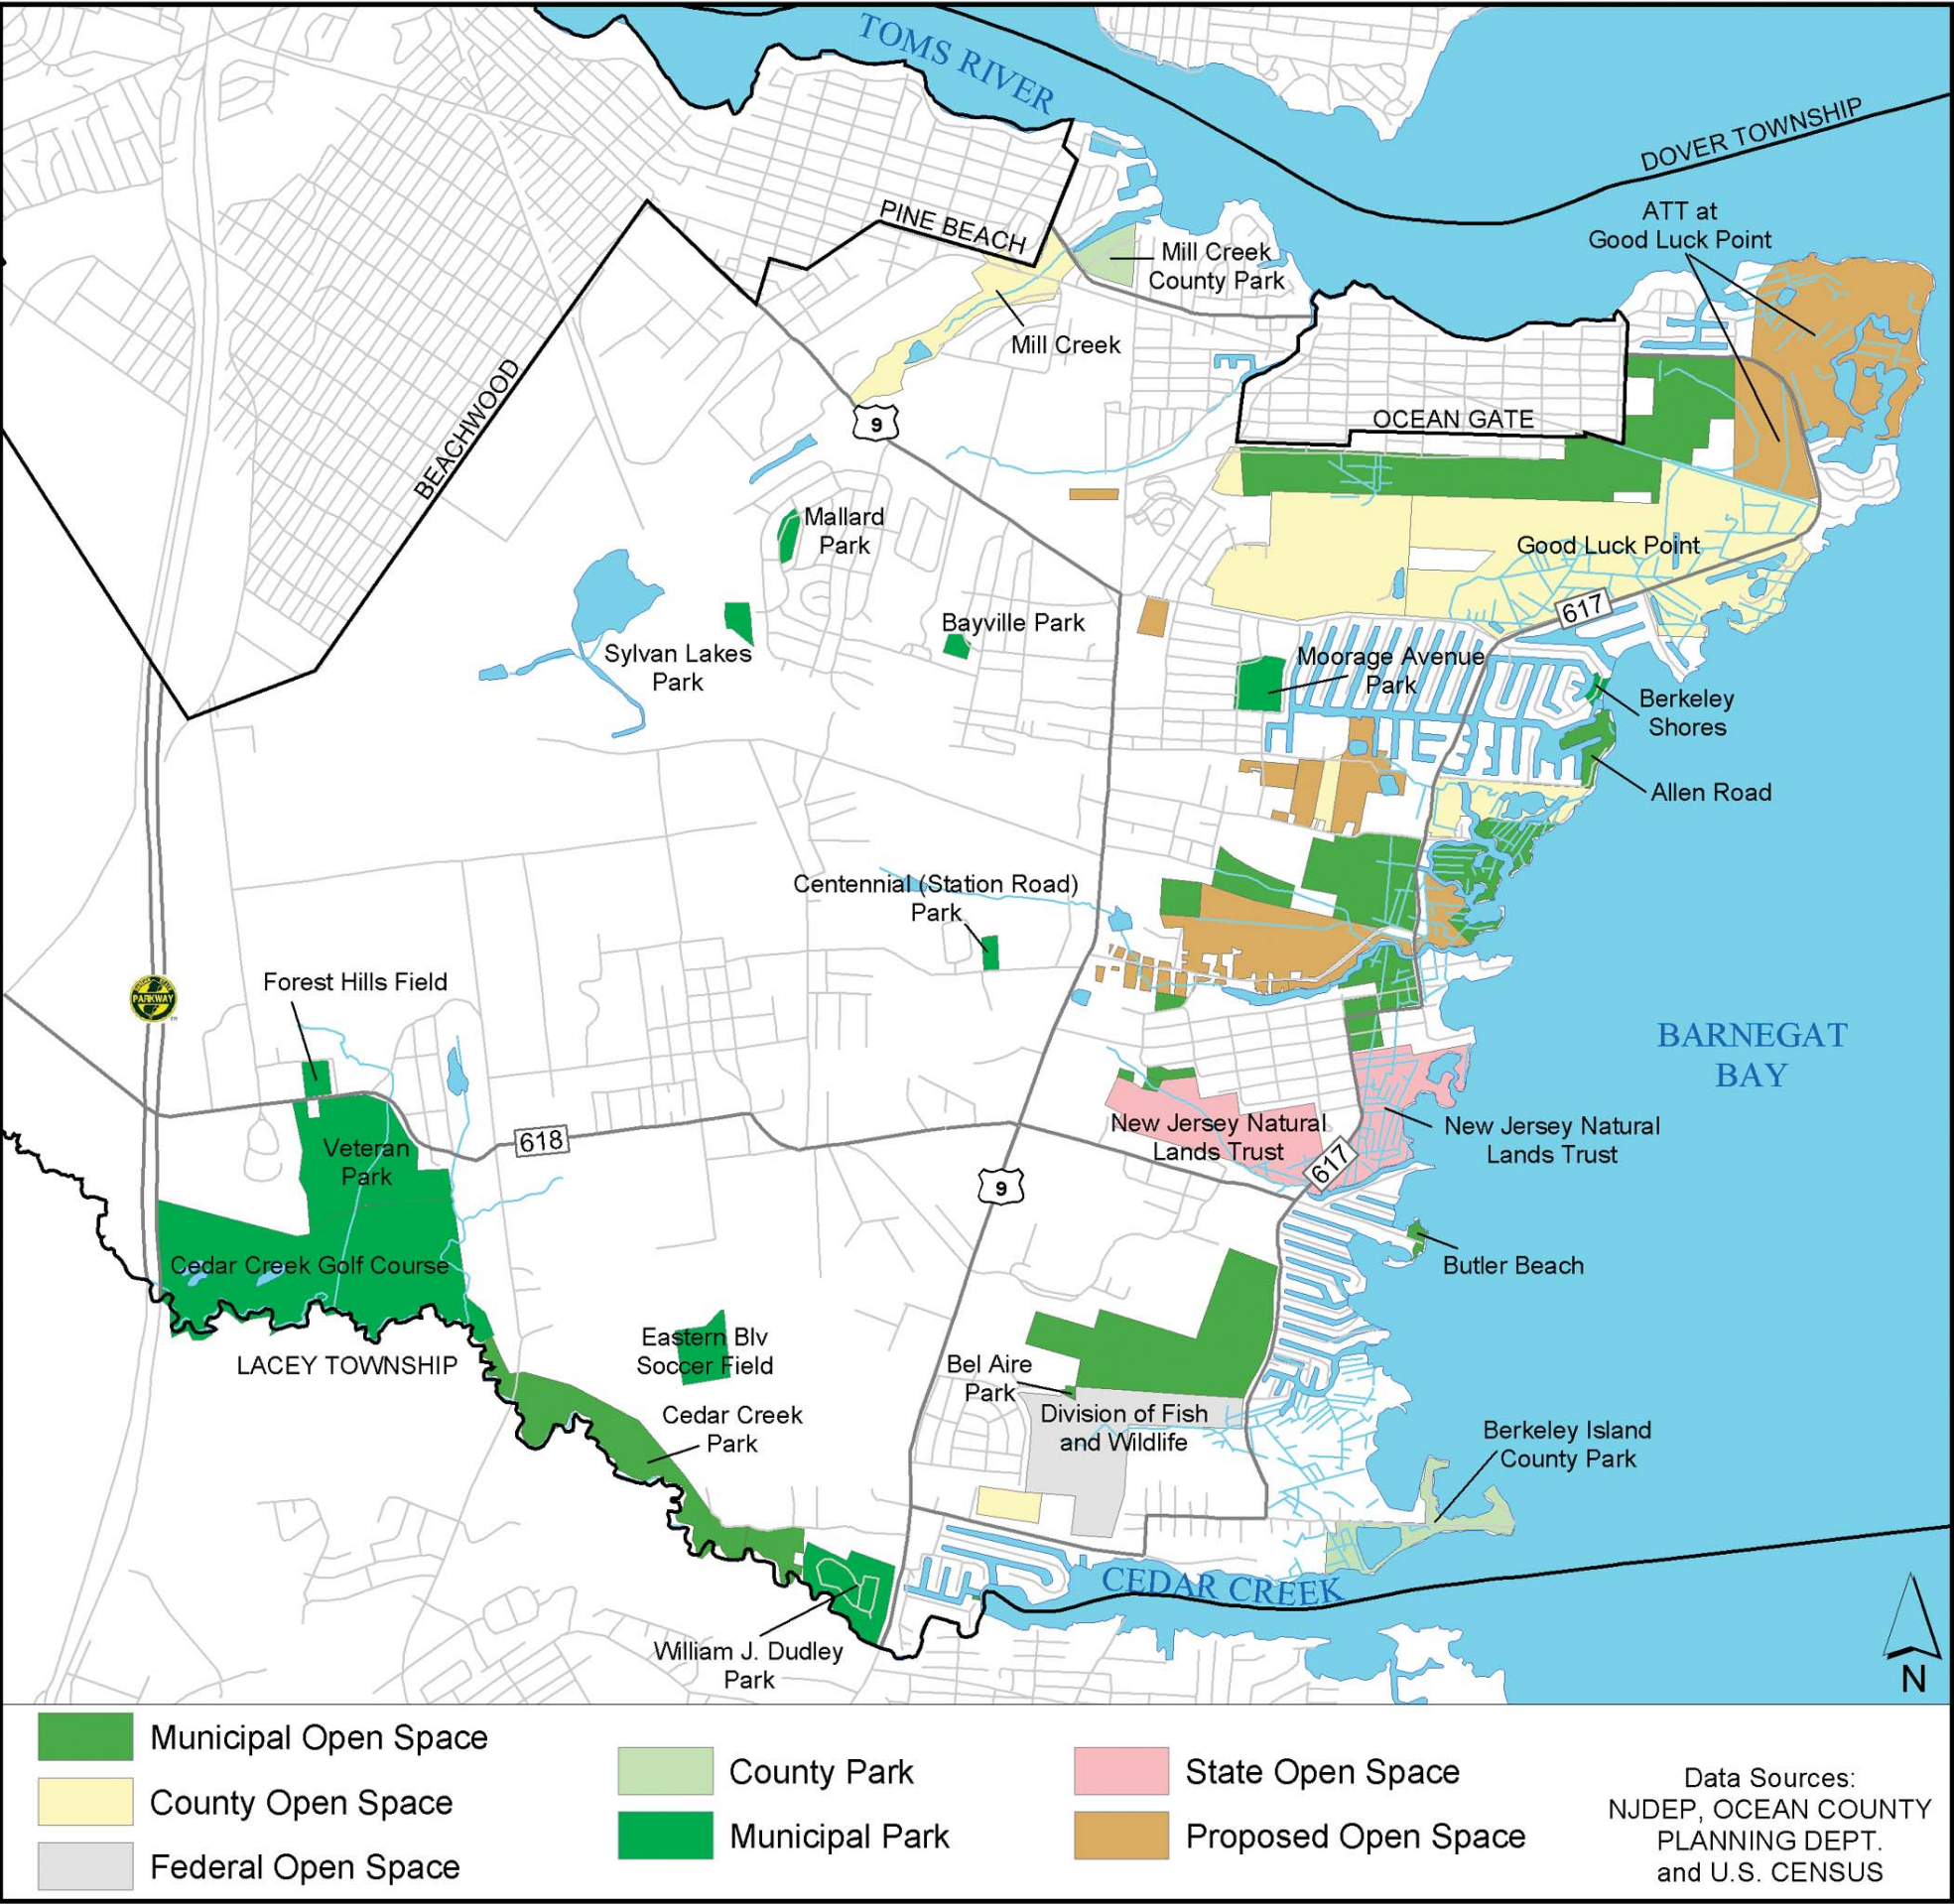 TOMS RIVER
DOVER TOWNSHIP
ATT at
Good Luck Point
PINE BEACH
Mill Creek
County Park
Mill Creek
BEACHWOOD
9
OCEAN GATE
Mallard
Park
Good Luck Point
617
Bayville Park
Sylvan Lakes
Park
Moorage Avenue
Park
Berkeley
Shores
Allen Road
Centennial (Station Road)
Park
Forest Hills Field
PARKWAY
BARNEGAT
BAY
618
Veteran
Park
New Jersey Natural
Lands Trust
New Jersey Natural
Lands Trust
617
9
Cedar Creek Golf Course
Butler Beach
LACEY TOWNSHIP
Eastern Blv
Soccer Field
Bel Aire
Park
Division of Fish
and Wildlife
Cedar Creek
Park
Berkeley Island
County Park
CEDAR CREEK
William J. Dudley
Park
N
Municipal Open Space
County Open Space
Federal Open Space
County Park
Municipal Park
State Open Space
Proposed Open Space
Data Sources:
NJDEP, OCEAN COUNTY
PLANNING DEPT.
and U.S. CENSUS